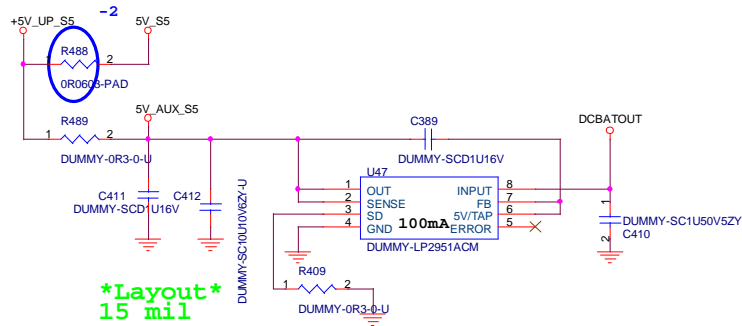 -2
+5V_UP_S5
5V_S5
R488
1
2
0R0603-PAD
5V_AUX_S5
R489
1
2
DUMMY-0R3-0-U
C389
DUMMY-SCD1U16V
DCBATOUT
U47
C411
DUMMY-SCD1U16V
C412
DUMMY-SC10U10V6ZY-U
1
OUT
INPUT
8
2
SENSE
FB
7
3
SD
5V/TAP
6
4
GND
100mA
ERROR
5
DUMMY-LP2951ACM
1
DUMMY-SC1U50V5ZY
2
C410
R409
1
2
DUMMY-0R3-0-U
*Layout*
15 mil